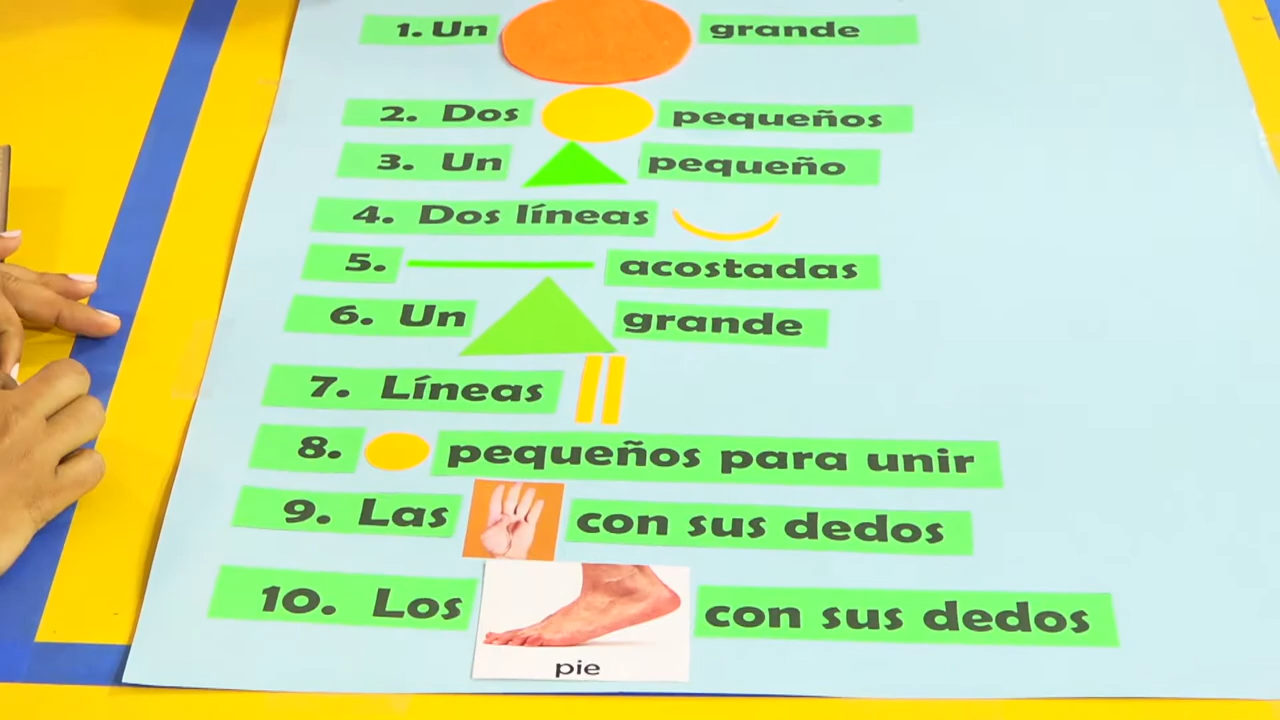 1. Un grande
2. Dos pequeños
3. Un pequeño
4. Dos líneas
5. acostadas
6. Un grande
7. Líneas
8. pequeños para unir
9. Las con sus dedos
10. Los con sus dedos
pie